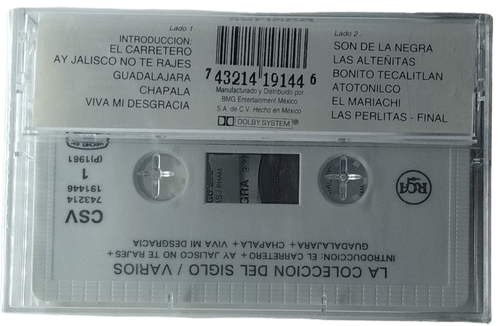 Lado 1
INTRODUCCION:
EL CARRETERO
AY JALISCO NO TE RAJES
GUADALAJARA
CHAPALA
VIVA MI DESGRACIA
7 43214 19144 6
Manufacturado y Distribuido por
BMG Entertainment México,
S.A. de C.V. Hecho en México
DOLBY SYSTEM
Lado 2
SON DE LA NEGRA
LAS ALTEÑITAS
BONITO TECALITLAN
ATOTONILCO
EL MARIACHI
LAS PERLITAS - FINAL
RCA
LA COLECCION DEL SIGLO / VARIOS
INTRODUCCION: EL CARRETERO + AY JALISCO NO TE RAJES +
GUADALAJARA + CHAPALA + VIVA MI DESGRACIA
CSV
743214
191446
1
(P)1961